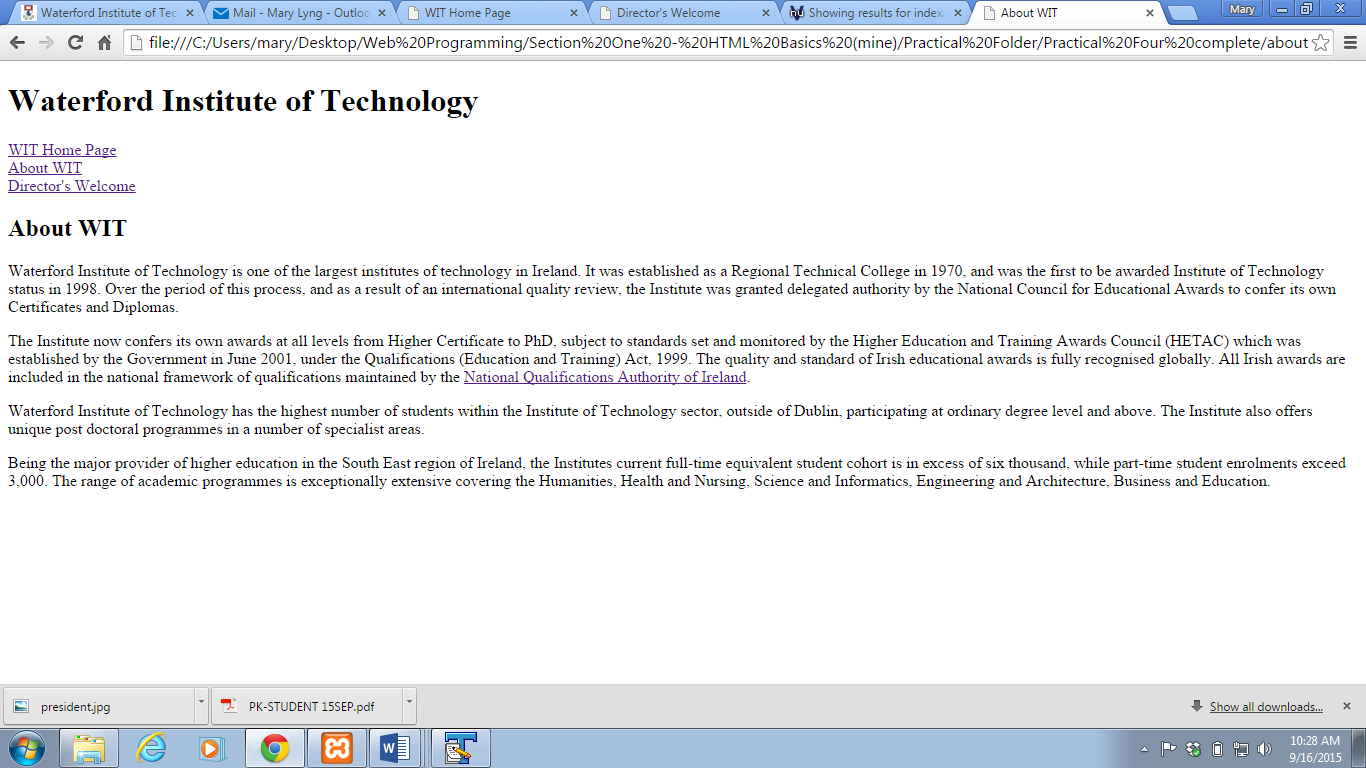 Waterford Institute of Tec
Mail - Mary Lyng - Outloo
WIT Home Page
Director's Welcome
Showing results for index.
About WIT
Mary
file:///C:/Users/mary/Desktop/Web%20Programming/Section%20One%20-%20HTML%20Basics%20(mine)/Practical%20Folder/Practical%20Four%20complete/about
Waterford Institute of Technology
WIT Home Page
About WIT
Director's Welcome
About WIT
Waterford Institute of Technology is one of the largest institutes of technology in Ireland. It was established as a Regional Technical College in 1970, and was the first to be awarded Institute of Technology
status in 1998. Over the period of this process, and as a result of an international quality review, the Institute was granted delegated authority by the National Council for Educational Awards to confer its own
Certificates and Diplomas.
The Institute now confers its own awards at all levels from Higher Certificate to PhD, subject to standards set and monitored by the Higher Education and Training Awards Council (HETAC) which was
established by the Government in June 2001, under the Qualifications (Education and Training) Act, 1999. The quality and standard of Irish educational awards is fully recognised globally. All Irish awards are
included in the national framework of qualifications maintained by the National Qualifications Authority of Ireland.
Waterford Institute of Technology has the highest number of students within the Institute of Technology sector, outside of Dublin, participating at ordinary degree level and above. The Institute also offers
unique post doctoral programmes in a number of specialist areas.
Being the major provider of higher education in the South East region of Ireland, the Institutes current full-time equivalent student cohort is in excess of six thousand, while part-time student enrolments exceed
3,000. The range of academic programmes is exceptionally extensive covering the Humanities, Health and Nursing, Science and Informatics, Engineering and Architecture, Business and Education.
president.jpg
PK-STUDENT 15SEP.pdf
Show all downloads...
10:28 AM
9/16/2015